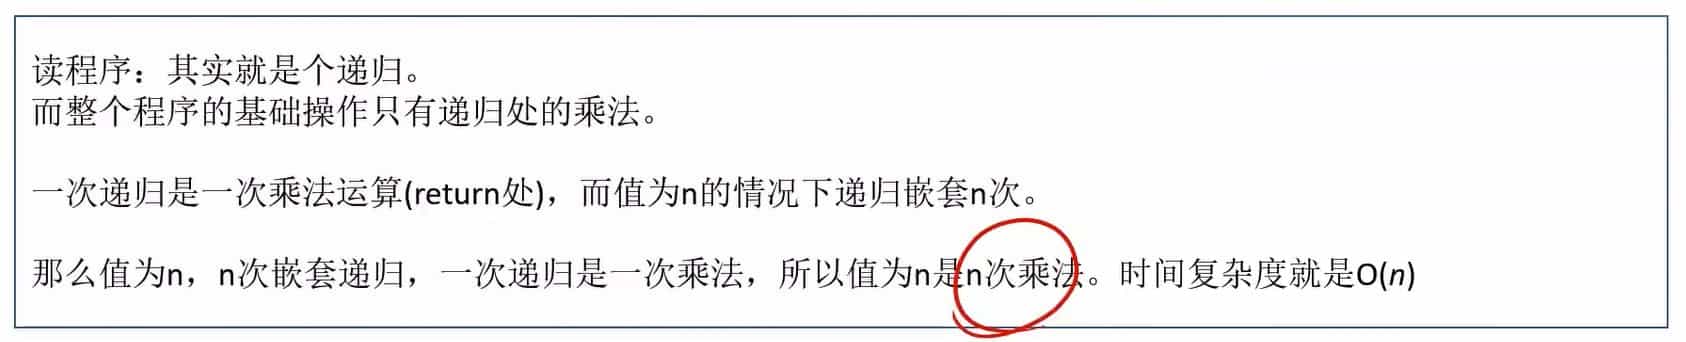 读程序：其实就是个递归。
而整个程序的基础操作只有递归处的乘法。
一次递归是一次乘法运算(return处)，而值为n的情况下递归嵌套n次。
那么值为n，n次嵌套递归，一次递归是一次乘法，所以值为n是n次乘法。时间复杂度就是O(n)